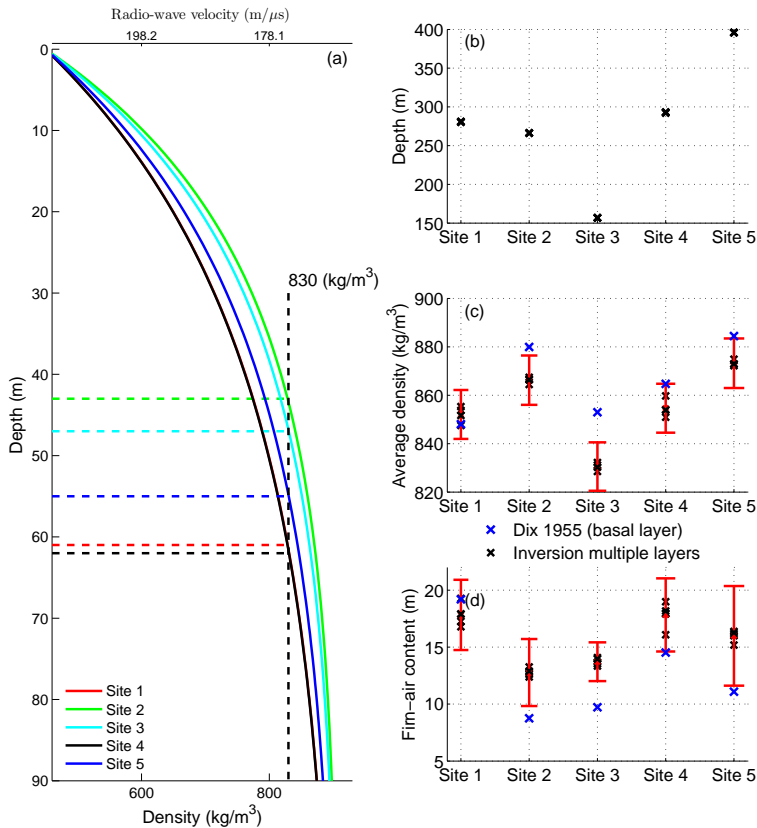 Radio-wave velocity (m/μs)
198.2 178.1
(a)
0
10
20
30
40
50
60
70
80
90
Depth (m)
830 (kg/m³)
Site 1
Site 2
Site 3
Site 4
Site 5
600 800
Density (kg/m³)
(b)
400
350
300
250
200
150
Depth (m)
Site 1 Site 2 Site 3 Site 4 Site 5
(c)
900
880
860
840
820
Average density (kg/m³)
Site 1 Site 2 Site 3 Site 4 Site 5
Dix 1955 (basal layer)
Inversion multiple layers
(d)
20
15
10
5
Firn−air content (m)
Site 1 Site 2 Site 3 Site 4 Site 5